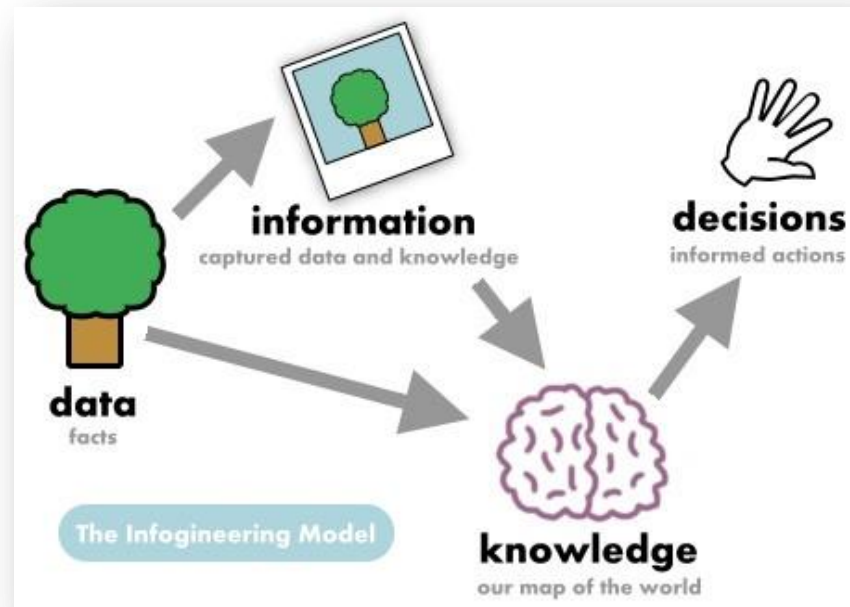 information
captured data and knowledge
decisions
informed actions
data
facts
The Infogineering Model
knowledge
our map of the world